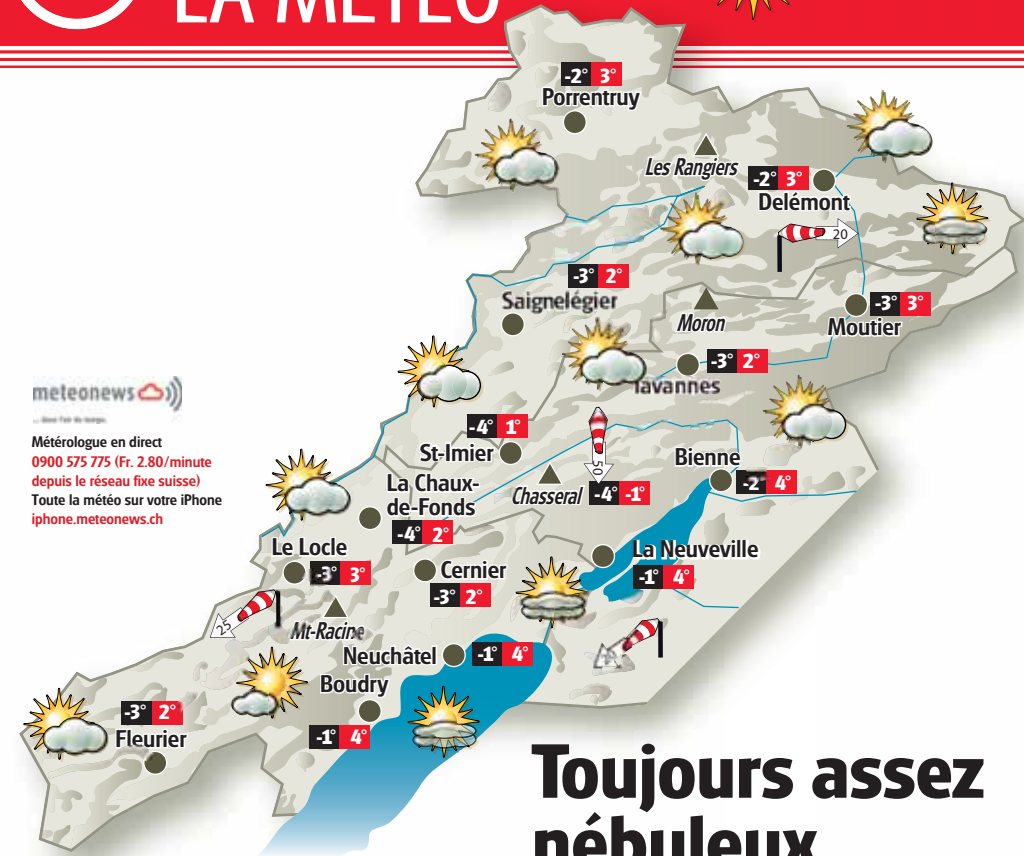 LA MÉTÉO
-2° 3°
Porrentruy
Les Rangiers
-2° 3°
Delémont
20
-3° 2°
Saignelégier
Moron
-3° 3°
Moutier
-3° 2°
Tavannes
meteonews
Météorologue en direct
0900 575 775 (Fr. 2.80/minute
depuis le réseau fixe suisse)
Toute la météo sur votre iPhone
iphone.meteonews.ch
-4° 1°
St-Imier
50
Chasseral
-4° -1°
Bienne
-2° 4°
La Chaux-
de-Fonds
-4° 2°
Le Locle
-3° 3°
Cernier
-3° 2°
La Neuveville
-1° 4°
25
Mt-Racine
Neuchâtel
-1° 4°
Boudry
-1° 4°
-3° 2°
Fleurier
Toujours assez
nébuleux